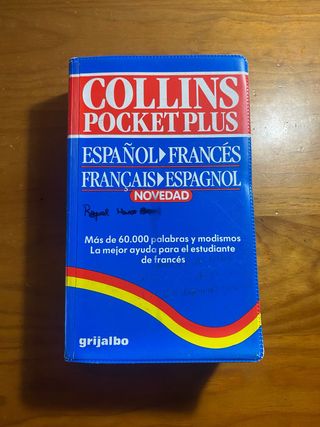 COLLINS
POCKET PLUS
ESPAÑOL▶FRANCÉS
FRANÇAIS▶ESPAGNOL
NOVEDAD
Raquel
Más de 60.000 palabras y modismos
La mejor ayuda para el estudiante
de francés
grijalbo